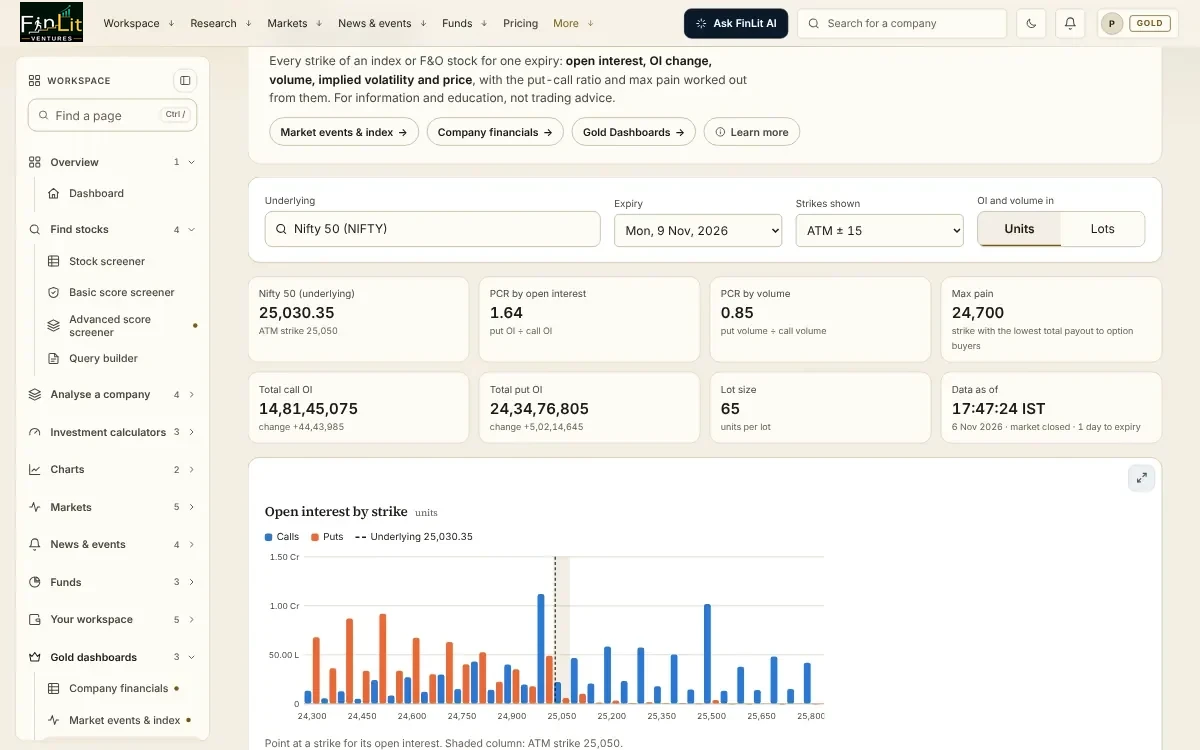 FinLit
VENTURES
Workspace
Research
Markets
News & events
Funds
Pricing
More
Ask FinLit AI
Search for a company
P
GOLD
WORKSPACE
Find a page
Ctrl /
Overview 1
Dashboard
Find stocks 4
Stock screener
Basic score screener
Advanced score
screener
Query builder
Analyse a company 4
Investment calculators 3
Charts 2
Markets 5
News & events 4
Funds 3
Your workspace 5
Gold dashboards 3
Company financials
Market events & index
Every strike of an index or F&O stock for one expiry: open interest, OI change,
volume, implied volatility and price, with the put-call ratio and max pain worked out
from them. For information and education, not trading advice.
Market events & index →
Company financials →
Gold Dashboards →
Learn more
Underlying
Nifty 50 (NIFTY)
Expiry
Mon, 9 Nov, 2026
Strikes shown
ATM ± 15
OI and volume in
Units
Lots
Nifty 50 (underlying)
25,030.35
ATM strike 25,050
PCR by open interest
1.64
put OI ÷ call OI
PCR by volume
0.85
put volume ÷ call volume
Max pain
24,700
strike with the lowest total payout to option
buyers
Total call OI
14,81,45,075
change +44,43,985
Total put OI
24,34,76,805
change +5,02,14,645
Lot size
65
units per lot
Data as of
17:47:24 IST
6 Nov 2026 · market closed · 1 day to expiry
Open interest by strike units
Calls
Puts
Underlying 25,030.35
1.50 Cr
1.00 Cr
50.00 L
0
24,300 24,450 24,600 24,750 24,900 25,050 25,200 25,350 25,500 25,650 25,800
Point at a strike for its open interest. Shaded column: ATM strike 25,050.